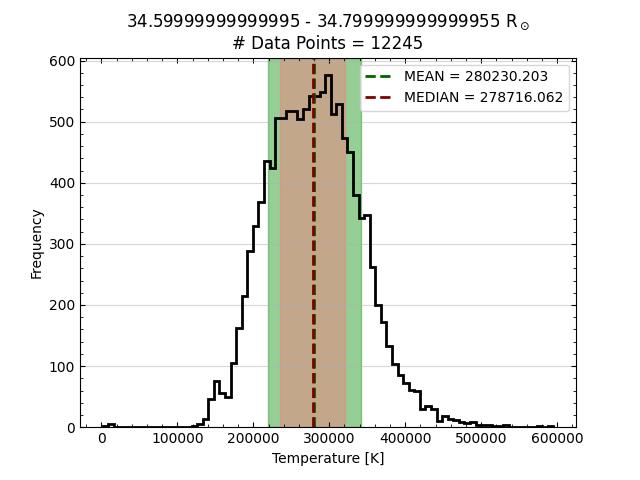 34.59999999999995 - 34.799999999999955 R⊙
# Data Points = 12245
MEAN = 280230.203
MEDIAN = 278716.062
600
500
400
300
200
100
0
Frequency
0 100000 200000 300000 400000 500000 600000
Temperature [K]